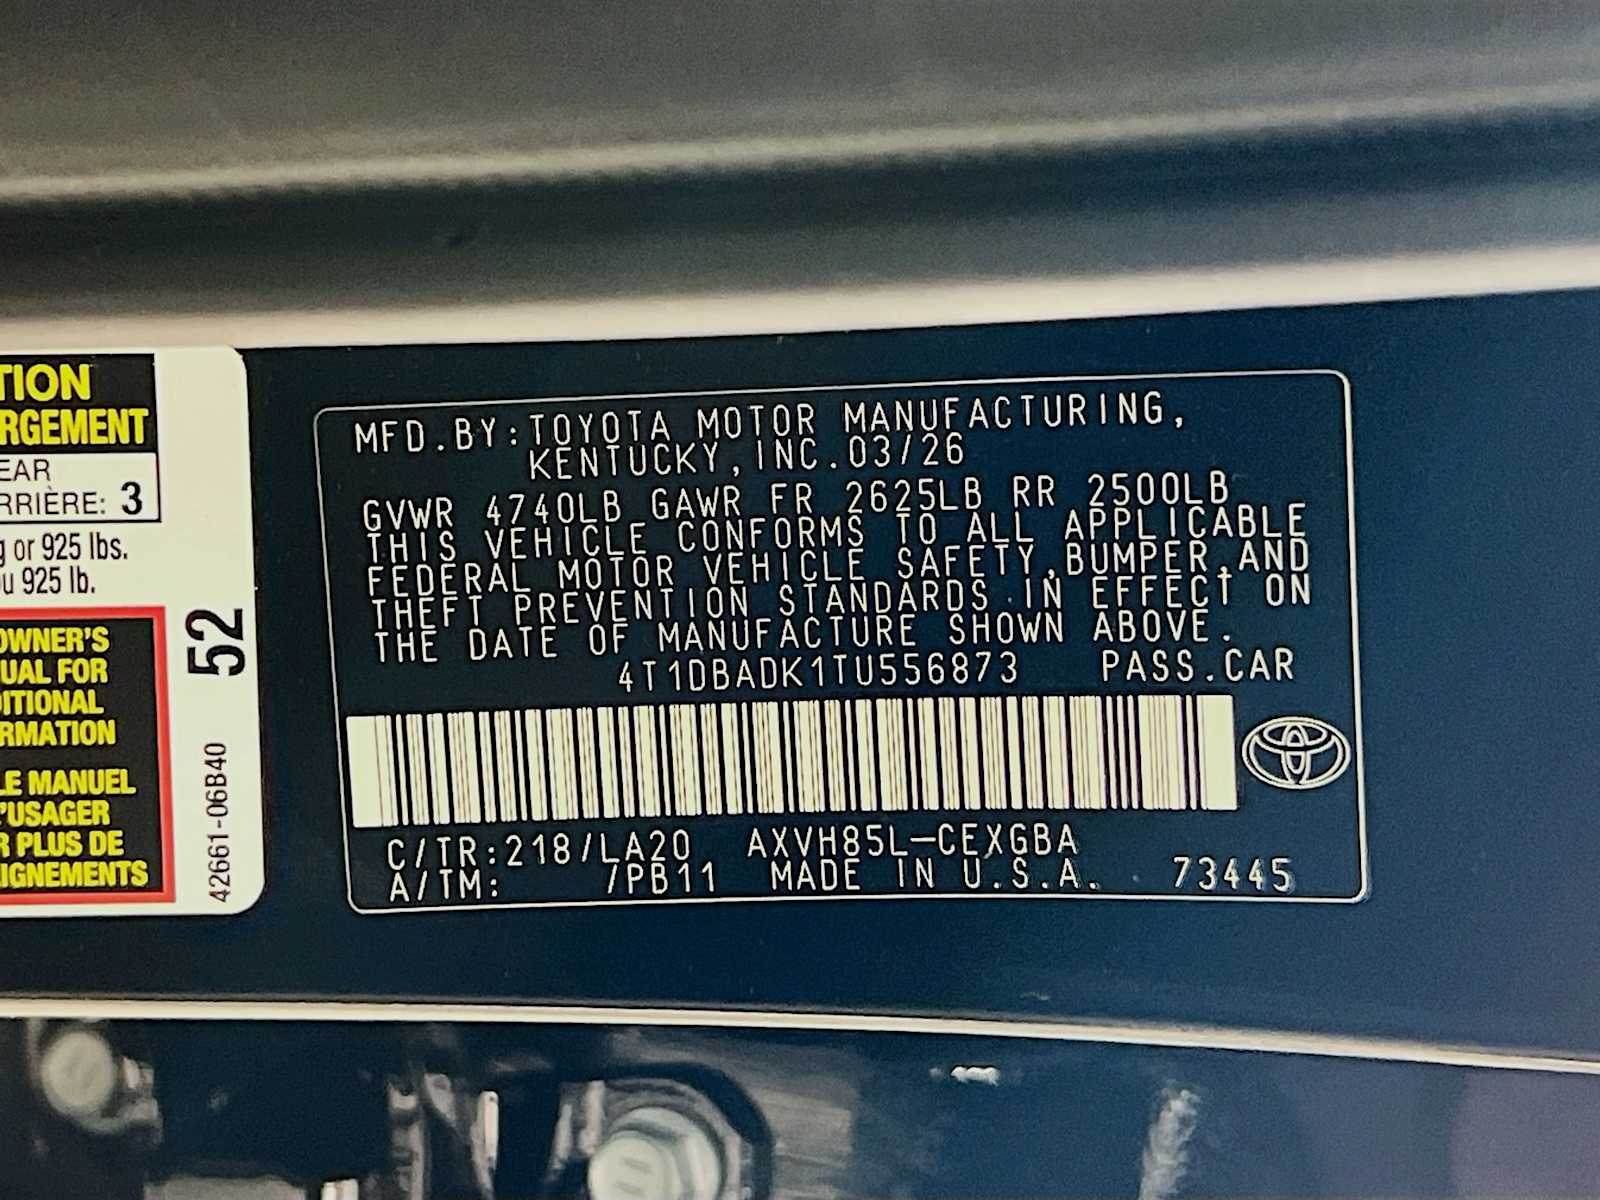 TION
RGEMENT
EAR
RRIÈRE: 3
g or 925 lbs.
u 925 lb.
OWNER'S
UAL FOR
DITIONAL
RMATION
LE MANUEL
L'USAGER
R PLUS DE
IGNEMENTS
52
42661-06B40
MFD.BY:TOYOTA MOTOR MANUFACTURING,
KENTUCKY,INC.03/26
GVWR 4740LB GAWR FR 2625LB RR 2500LB
THIS VEHICLE CONFORMS TO ALL APPLICABLE
FEDERAL MOTOR VEHICLE SAFETY,BUMPER,AND
THEFT PREVENTION STANDARDS IN EFFECT ON
THE DATE OF MANUFACTURE SHOWN ABOVE.
4T1DBADK1TU556873 PASS.CAR
C/TR:218/LA20 AXVH85L-CEXGBA
A/TM: /PB11 MADE IN U.S.A. 73445